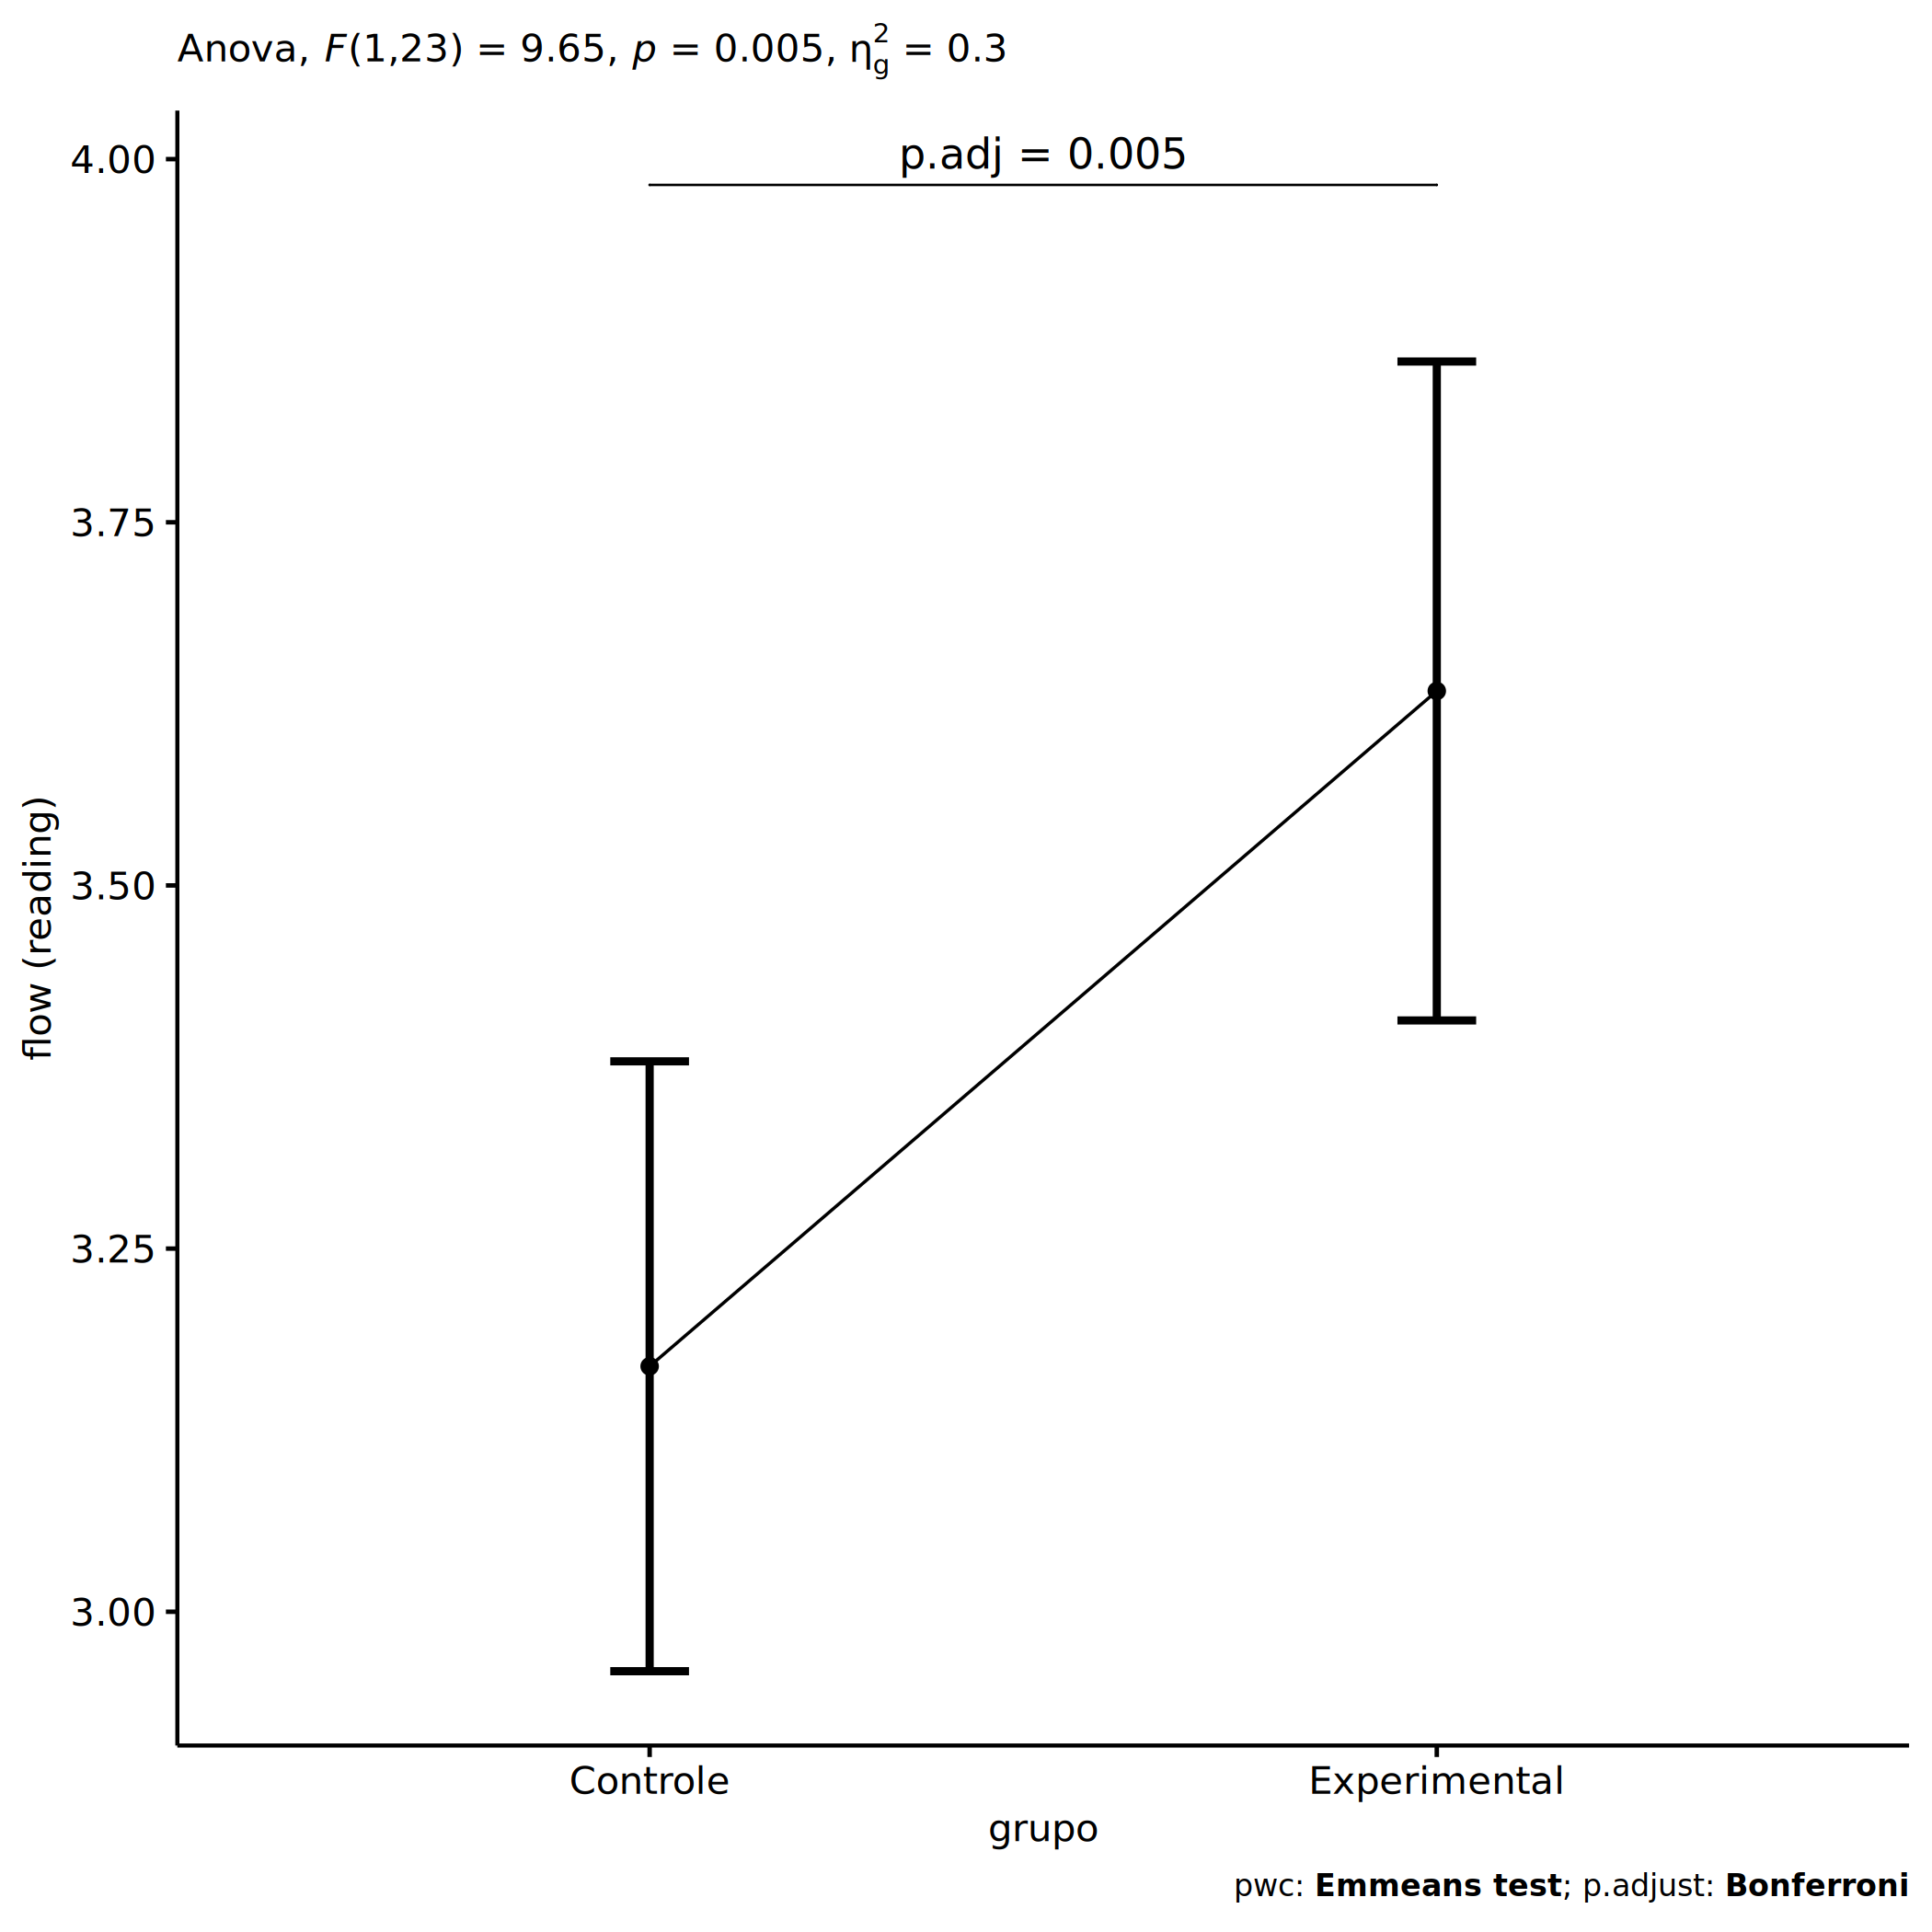 Anova, F(1,23) = 9.65, p = 0.005, η²g = 0.3
p.adj = 0.005
4.00
3.75
3.50
3.25
3.00
flow (reading)
Controle
Experimental
grupo
pwc: Emmeans test; p.adjust: Bonferroni